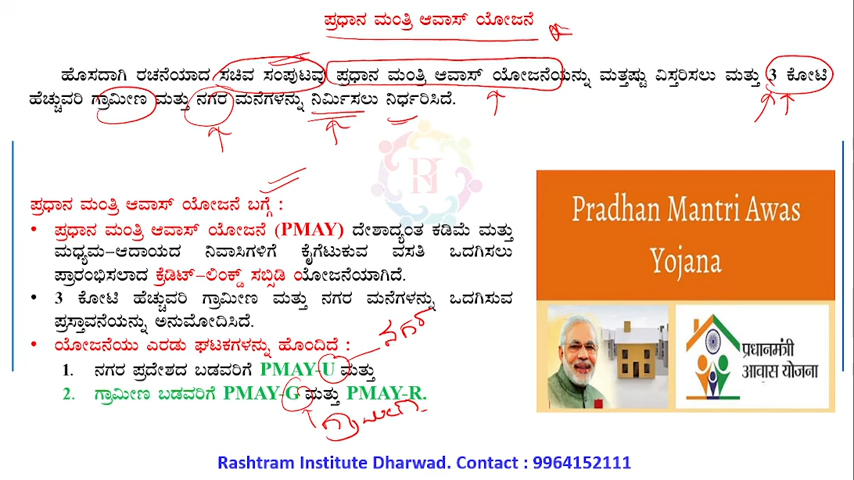 ಪ್ರಧಾನ ಮಂತ್ರಿ ಆವಾಸ್ ಯೋಜನೆ
ಹೊಸದಾಗಿ ರಚನೆಯಾದ ಸಚಿವ ಸಂಪುಟವು ಪ್ರಧಾನ ಮಂತ್ರಿ ಆವಾಸ್ ಯೋಜನೆಯನ್ನು ಮತ್ತಷ್ಟು ವಿಸ್ತರಿಸಲು ಮತ್ತು 3 ಕೋಟಿ
ಹೆಚ್ಚುವರಿ ಗ್ರಾಮೀಣ ಮತ್ತು ನಗರ ಮನೆಗಳನ್ನು ನಿರ್ಮಿಸಲು ನಿರ್ಧರಿಸಿದೆ.
ಪ್ರಧಾನ ಮಂತ್ರಿ ಆವಾಸ್ ಯೋಜನೆ ಬಗ್ಗೆ :
• ಪ್ರಧಾನ ಮಂತ್ರಿ ಆವಾಸ್ ಯೋಜನೆ (PMAY) ದೇಶಾದ್ಯಂತ ಕಡಿಮೆ ಮತ್ತು
ಮಧ್ಯಮ-ಆದಾಯದ ನಿವಾಸಿಗಳಿಗೆ ಕೈಗೆಟುಕುವ ವಸತಿ ಒದಗಿಸಲು
ಪ್ರಾರಂಭಿಸಲಾದ ಕ್ರೆಡಿಟ್-ಲಿಂಕ್ಡ್ ಸಬ್ಸಿಡಿ ಯೋಜನೆಯಾಗಿದೆ.
• 3 ಕೋಟಿ ಹೆಚ್ಚುವರಿ ಗ್ರಾಮೀಣ ಮತ್ತು ನಗರ ಮನೆಗಳನ್ನು ಒದಗಿಸುವ
ಪ್ರಸ್ತಾವನೆಯನ್ನು ಅನುಮೋದಿಸಿದೆ.
• ಯೋಜನೆಯು ಎರಡು ಘಟಕಗಳನ್ನು ಹೊಂದಿದೆ :
ನಗರ
1. ನಗರ ಪ್ರದೇಶದ ಬಡವರಿಗೆ PMAY-U ಮತ್ತು
2. ಗ್ರಾಮೀಣ ಬಡವರಿಗೆ PMAY-G ಮತ್ತು PMAY-R.
ಗ್ರಾಮೀಣ
Pradhan Mantri Awas
Yojana
प्रधानमंत्री
आवास योजना
Rashtram Institute Dharwad. Contact : 9964152111